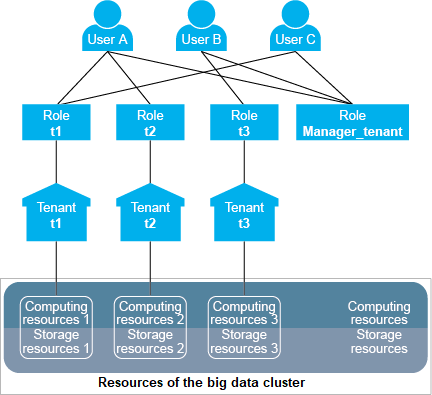 User A
User B
User C
Role
t1
Role
t2
Role
t3
Role
Manager_tenant
Tenant
t1
Tenant
t2
Tenant
t3
Computing
resources 1
Storage
resources 1
Computing
resources 2
Storage
resources 2
Computing
resources 3
Storage
resources 3
Computing
resources
Storage
resources
Resources of the big data cluster